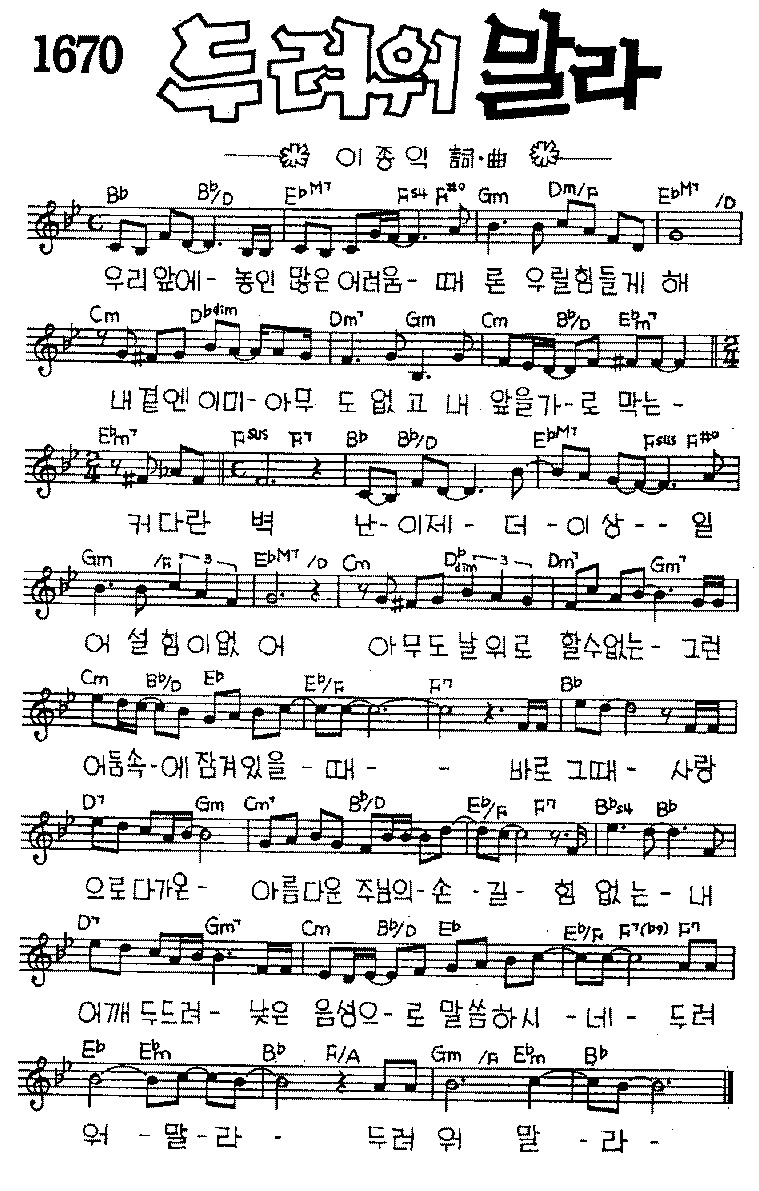 1670 두려워 말라
이종익 詞·曲
Bb Bb/D EbM7 Fsus4 F#o Gm Dm/F EbM7 /D
우리앞에- 놓인 많은 어려움- 때 론 우릴힘들게 해
Cm Dbdim Dm7 Gm Cm Bb/D Ebm7
내곁엔 이미-아무 도 없고 내 앞을가-로 막는-
Ebm7 Fsus F7 Bb Bb/D EbM7 Fsus F#o
커다란 벽 난-이제- 더 -이상-- 일
Gm /F 3 EbM7 /D Cm Dbdim 3 Dm7 Gm7
어 설 힘이없 어 아무도날위로 할수없는- 그런
Cm Bb/D Eb Eb/F F7 Bb
어둠속-에 잠겨있을 -때- - 바로 그때- 사랑
D7 Gm Cm7 Bb/D Eb/F F7 Bbsus4 Bb
으로다가온- 아름다운 주님의-손 -길- 힘 없는- 내
D7 Gm7 Cm Bb/D Eb Eb/F F7(b9) F7
어깨 두드려- 낮은 음성으-로 말씀하시 -네- 두려
Eb Ebm Bb F/A Gm /F Ebm Bb
워 -말-라 - 두려 워 말 -라-